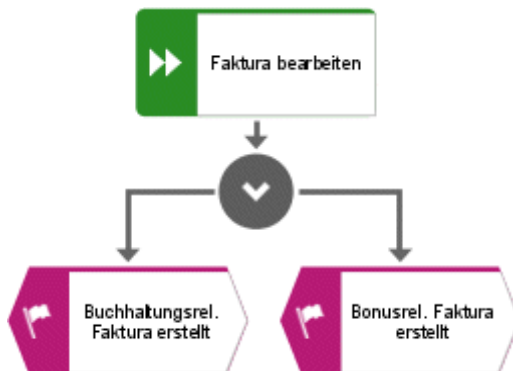 Faktura bearbeiten
Buchhaltungsrel.
Faktura erstellt
Bonusrel. Faktura
erstellt